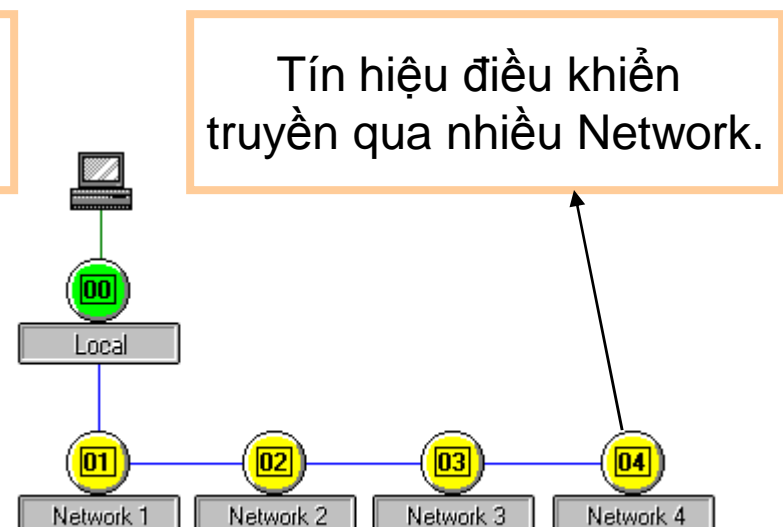 Tín hiệu điều khiển
truyền qua nhiều Network.
00
Local
01
02
03
04
Network 1
Network 2
Network 3
Network 4